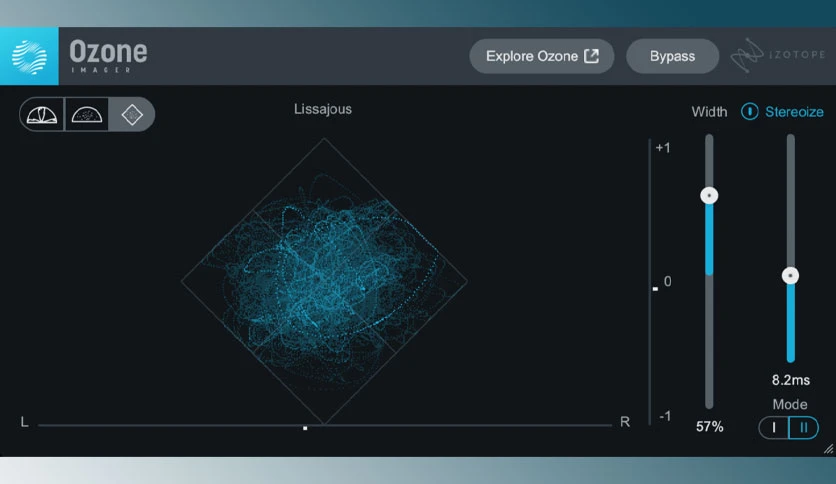 Ozone
IMAGER
Explore Ozone
Bypass
iZOTOPE
Lissajous
Width
Stereoize
+1
0
-1
L
R
57%
8.2ms
Mode
I
II